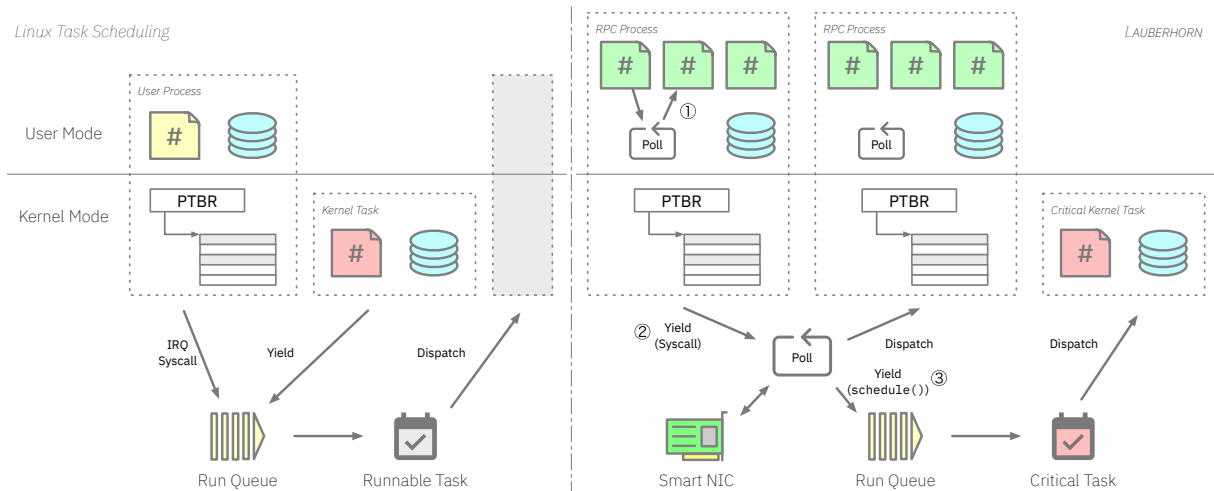 Linux Task Scheduling
User Process
#
User Mode
Kernel Mode
PTBR
Kernel Task
#
IRQ
Syscall
Yield
Dispatch
Run Queue
Runnable Task
LAUBERHORN
RPC Process
# # #
①
Poll
RPC Process
# # #
Poll
PTBR
PTBR
Critical Kernel Task
#
② Yield
(Syscall)
Poll
Dispatch
Yield
(schedule()) ③
Dispatch
Smart NIC
Run Queue
Critical Task